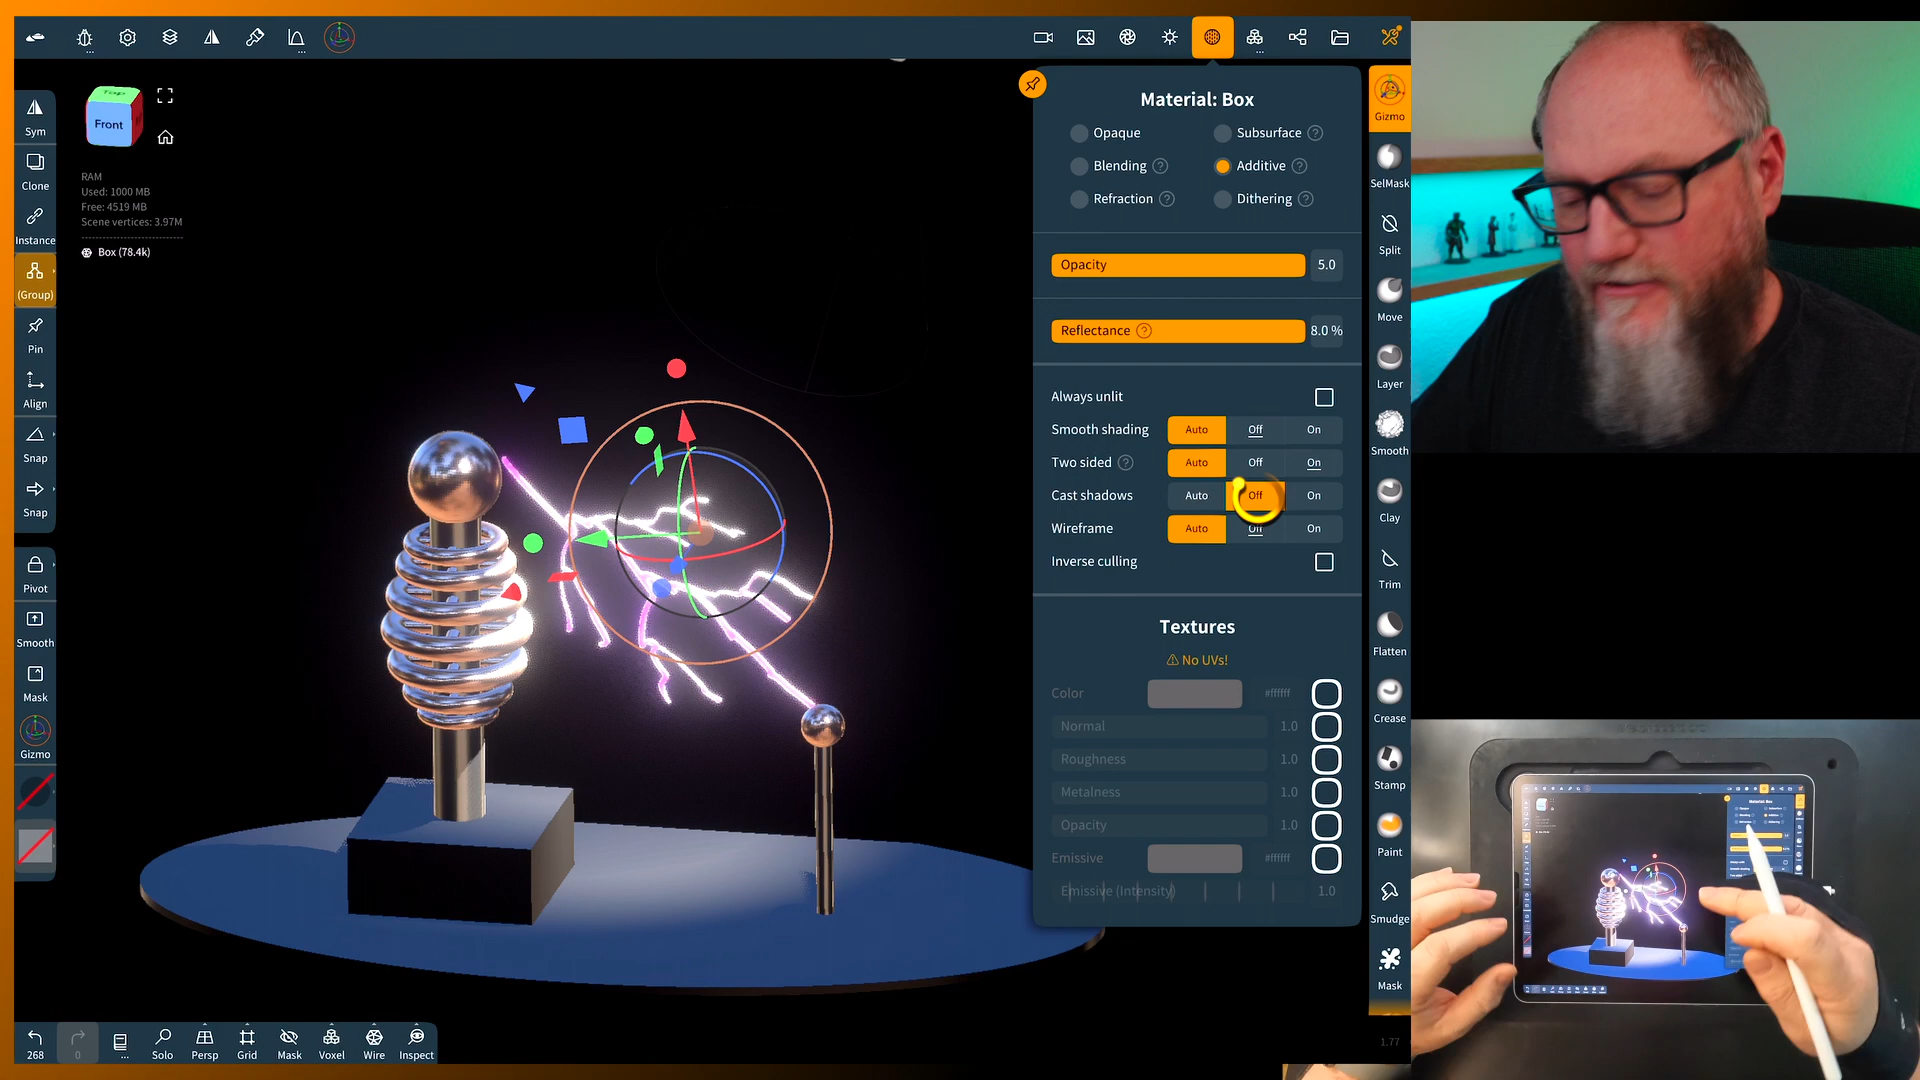 Sym
Clone
Instance
(Group)
Pin
Align
Snap
Snap
Pivot
Smooth
Mask
Gizmo
Top
Front
RAM
Used: 1000 MB
Free: 4519 MB
Scene vertices: 3.97M
Box (78.4k)
Material: Box
Opaque
Subsurface ?
Blending ?
Additive ?
Refraction ?
Dithering ?
Opacity 5.0
Reflectance ? 8.0 %
Always unlit
Smooth shading Auto Off On
Two sided ? Auto Off On
Cast shadows Auto Off On
Wireframe Auto Off On
Inverse culling
Textures
No UVs!
Color #ffffff
Normal 1.0
Roughness 1.0
Metalness 1.0
Opacity 1.0
Emissive #ffffff
Emissive (Intensity) 1.0
Gizmo
SelMask
Split
Move
Layer
Smooth
Clay
Trim
Flatten
Crease
Stamp
Paint
Smudge
Mask
1.77
268
0
...
Solo
Persp
Grid
Mask
Voxel
Wire
Inspect